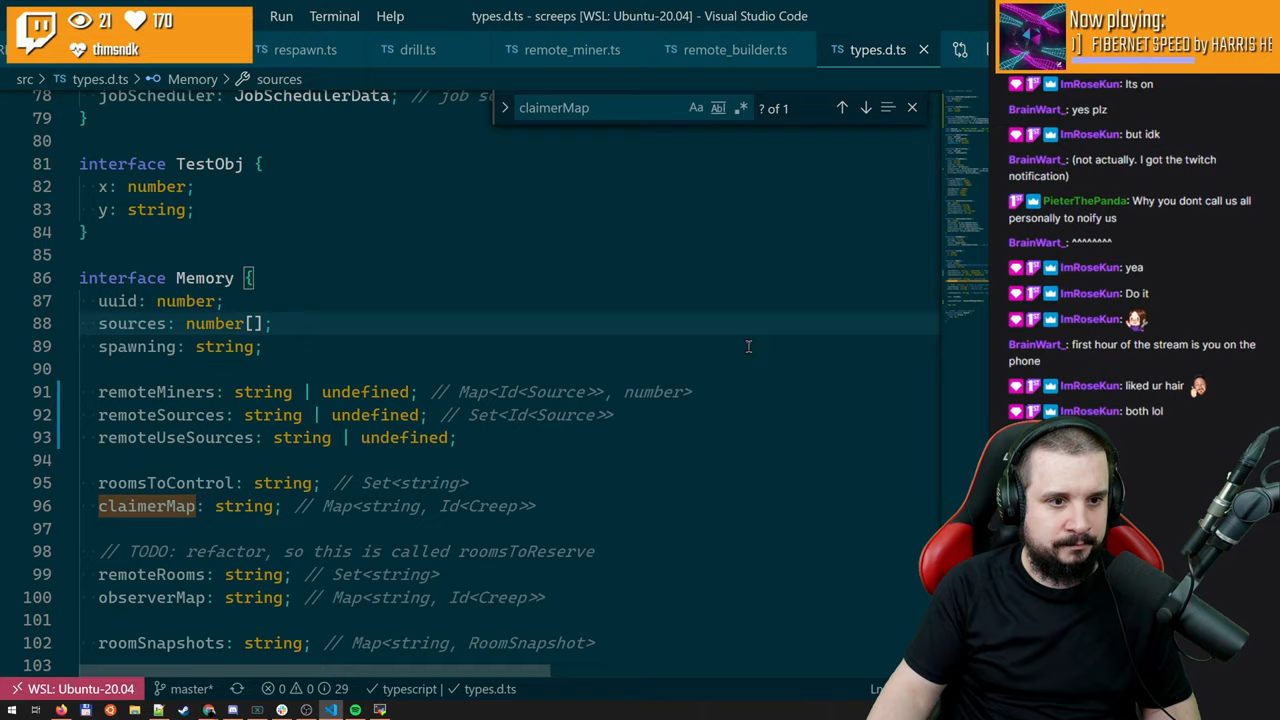 21 170
thmsndk
Run Terminal Help types.d.ts - screeps [WSL: Ubuntu-20.04] - Visual Studio Code
TS respawn.ts TS drill.ts TS remote_miner.ts TS remote_builder.ts TS types.d.ts
src > TS types.d.ts > Memory > sources
claimerMap Aa Abl .* ? of 1
78 jobScheduler: JobSchedulerData; // job s
79 }
80
81 interface TestObj {
82 x: number;
83 y: string;
84 }
85
86 interface Memory {
87 uuid: number;
88 sources: number[];
89 spawning: string;
90
91 remoteMiners: string | undefined; // Map<Id<Source>>, number>
92 remoteSources: string | undefined; // Set<Id<Source>>
93 remoteUseSources: string | undefined;
94
95 roomsToControl: string; // Set<string>
96 claimerMap: string; // Map<string, Id<Creep>>
97
98 // TODO: refactor, so this is called roomsToReserve
99 remoteRooms: string; // Set<string>
100 observerMap: string; // Map<string, Id<Creep>>
101
102 roomSnapshots: string; // Map<string, RoomSnapshot>
103
WSL: Ubuntu-20.04 master* 0 0 29 typescript | types.d.ts Ln
Now playing:
] FIBERNET SPEED by HARRIS HE
ImRoseKun: Its on
BrainWart_: yes plz
ImRoseKun: but idk
BrainWart_: (not actually. I got the twitch
notification)
PieterThePanda: Why you dont call us all
personally to noify us
BrainWart_: ^^^^^^^^
ImRoseKun: yea
ImRoseKun: Do it
ImRoseKun:
BrainWart_: first hour of the stream is you on the
phone
ImRoseKun: liked ur hair
ImRoseKun: both lol